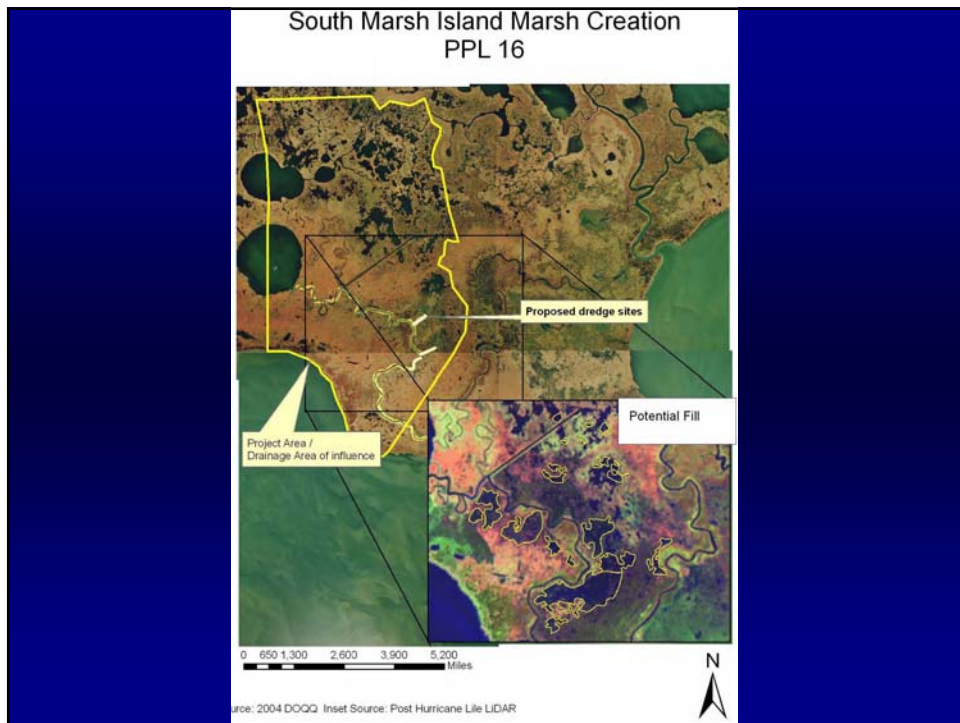 South Marsh Island Marsh Creation
PPL 16
Proposed dredge sites
Potential Fill
Project Area /
Drainage Area of influence
0 650 1,300 2,600 3,900 5,200
Miles
N
urce: 2004 DOQQ Inset Source: Post Hurricane Lile LiDAR